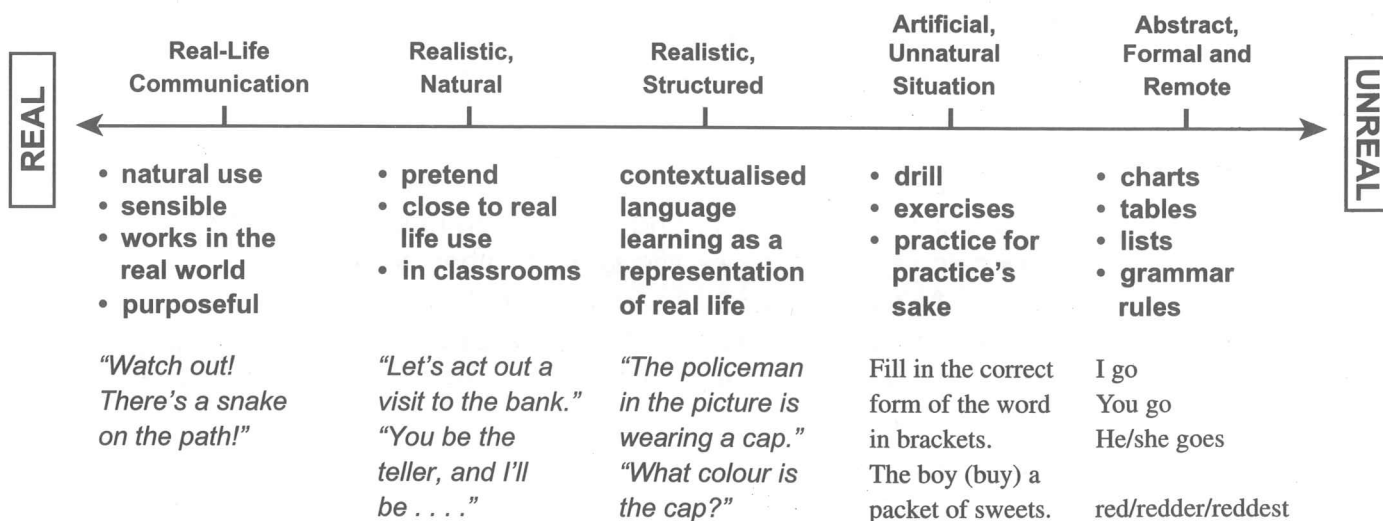 REAL
Real-Life
Communication
Realistic,
Natural
Realistic,
Structured
Artificial,
Unnatural
Situation
Abstract,
Formal and
Remote
UNREAL
• natural use
• sensible
• works in the
real world
• purposeful
• pretend
• close to real
life use
• in classrooms
contextualised
language
learning as a
representation
of real life
• drill
• exercises
• practice for
practice's
sake
• charts
• tables
• lists
• grammar
rules
"Watch out!
There's a snake
on the path!"
"Let's act out a
visit to the bank."
"You be the
teller, and I'll
be . . . ."
"The policeman
in the picture is
wearing a cap."
"What colour is
the cap?"
Fill in the correct
form of the word
in brackets.
The boy (buy) a
packet of sweets.
I go
You go
He/she goes
red/redder/reddest